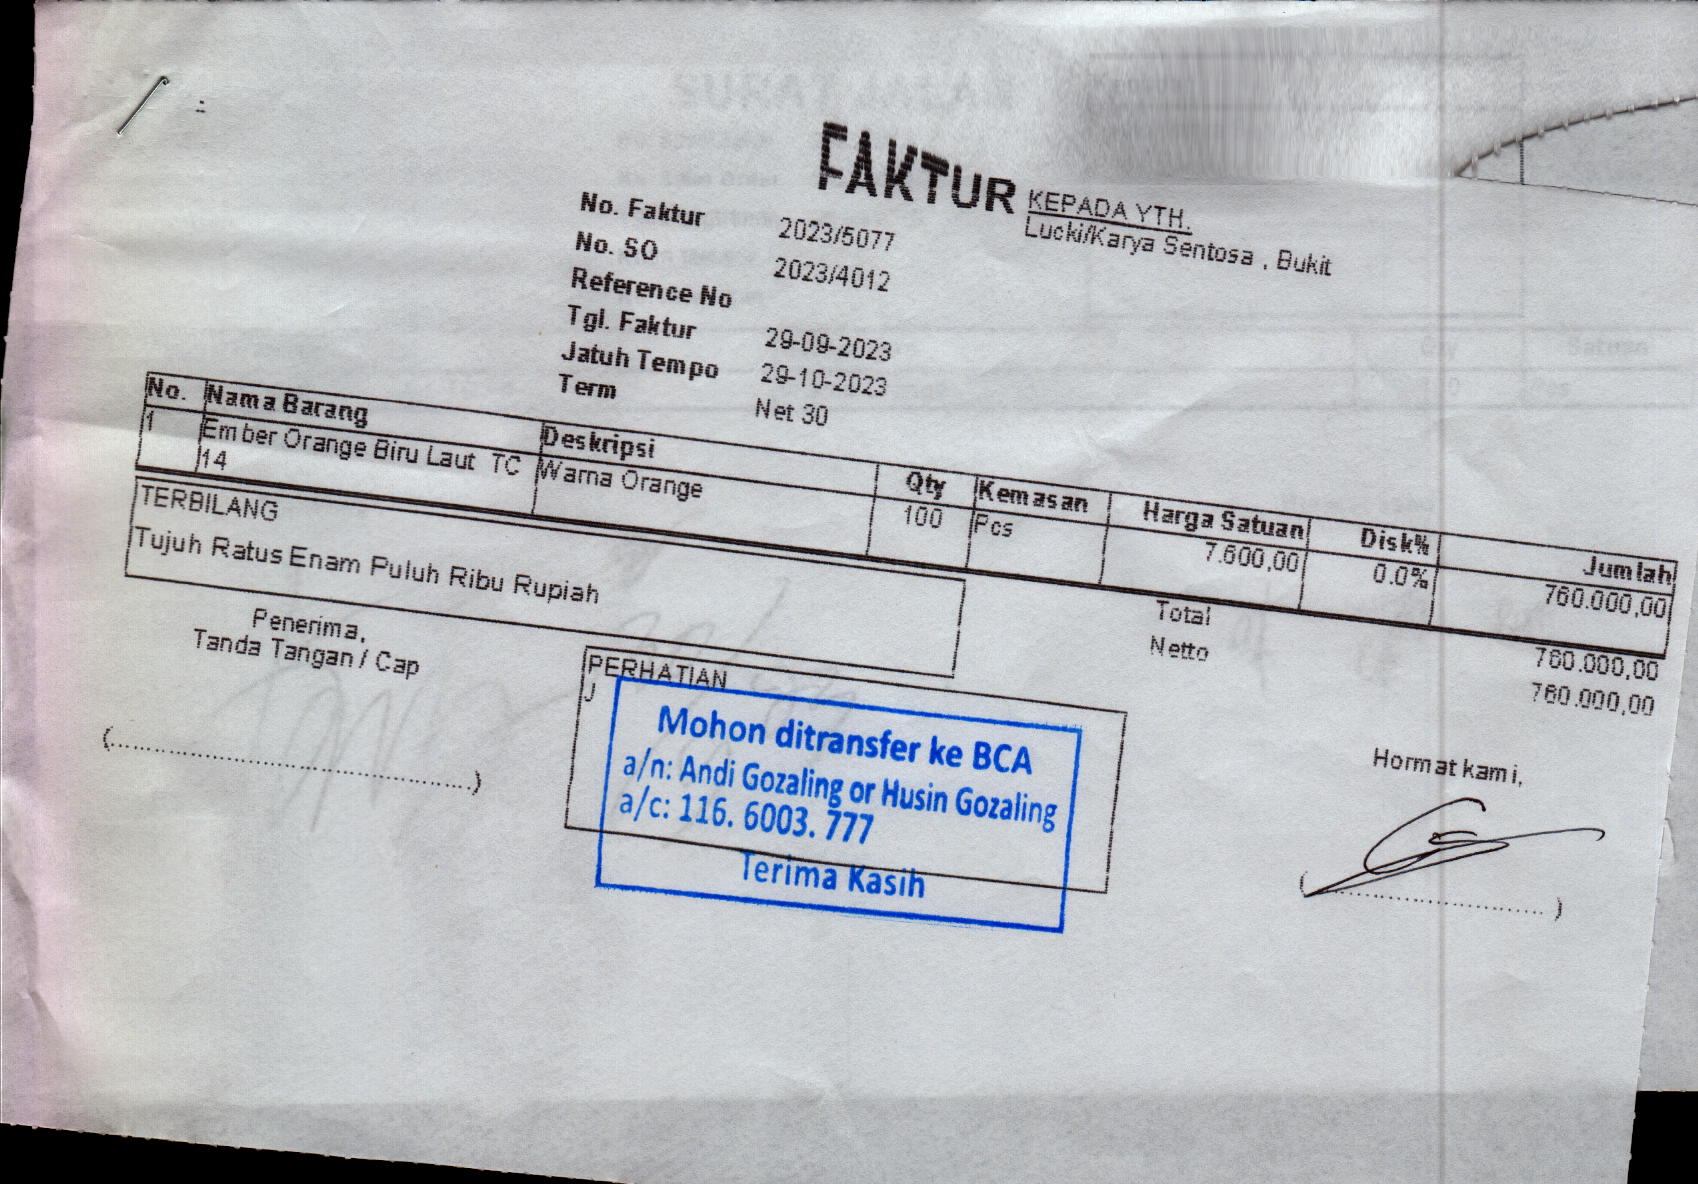 FAKTUR
KEPADA YTH.
Lucki/Karya Sentosa , Bukit
No. Faktur 2023/5077
No. SO 2023/4012
Reference No
Tgl. Faktur 29-09-2023
Jatuh Tempo 29-10-2023
Term Net 30
No. Nama Barang Deskripsi Qty Kemasan Harga Satuan Disk% Jumlah
1 Ember Orange Biru Laut TC Warna Orange 100 Pcs 7.600,00 0.0% 760.000,00
14
TERBILANG
Tujuh Ratus Enam Puluh Ribu Rupiah
Total 760.000,00
Netto 760.000,00
Penerima,
Tanda Tangan / Cap
(..................................................)
PERHATIAN
J
Mohon ditransfer ke BCA
a/n: Andi Gozaling or Husin Gozaling
a/c: 116. 6003. 777
Terima Kasih
Hormat kami,
(..................................)